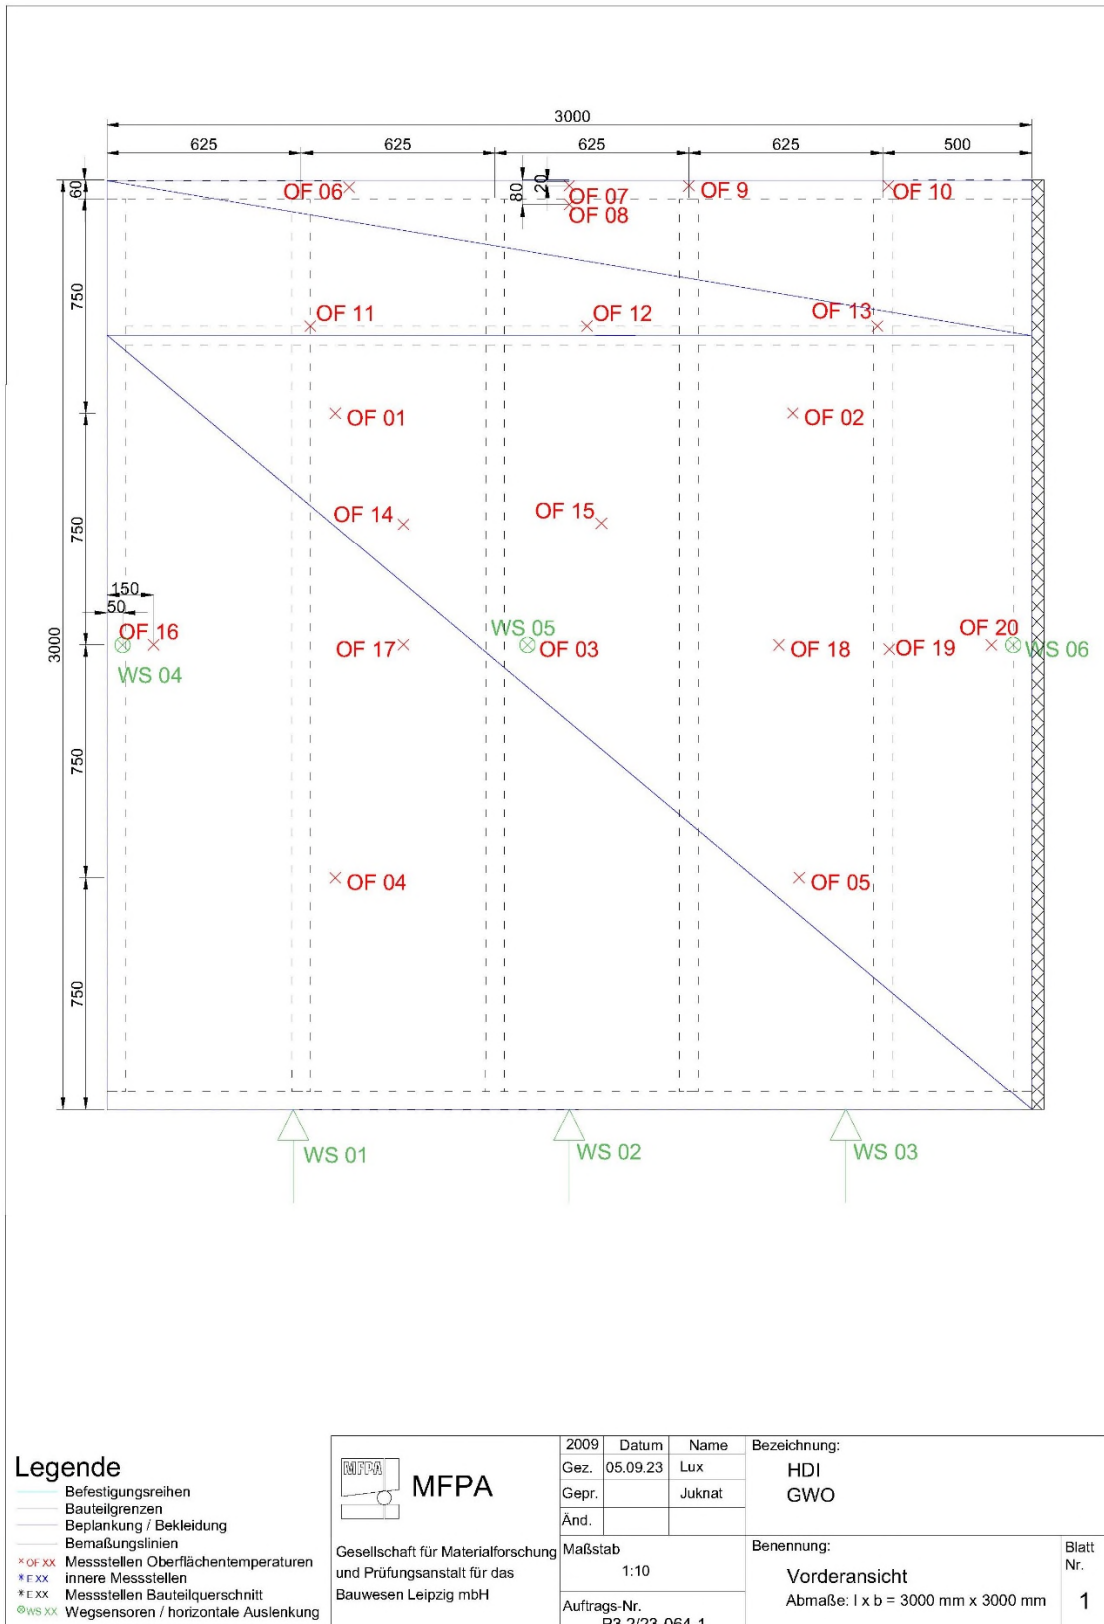 3000
625 625 625 625 500
60
OF 06
80
20
OF 07
OF 08
OF 9
OF 10
750
OF 11
OF 12
OF 13
OF 01
OF 02
750
OF 14
OF 15
150
50
3000
OF 16
WS 04
OF 17
WS 05
OF 03
OF 18
OF 19
OF 20
WS 06
750
OF 04
OF 05
750
WS 01
WS 02
WS 03
Legende
Befestigungsreihen
Bauteilgrenzen
Beplankung / Bekleidung
Bemaßungslinien
OF XX Messstellen Oberflächentemperaturen
E XX innere Messstellen
E XX Messstellen Bauteilquerschnitt
WS XX Wegsensoren / horizontale Auslenkung
MFPA
MFPA
Gesellschaft für Materialforschung
und Prüfungsanstalt für das
Bauwesen Leipzig mbH
2009 Datum Name
Gez. 05.09.23 Lux
Gepr. Juknat
Änd.
Maßstab
1:10
Auftrags-Nr.
P3.2/23-064-1
Bezeichnung:
HDI
GWO
Benennung:
Vorderansicht
Abmaße: l x b = 3000 mm x 3000 mm
Blatt
Nr.
1